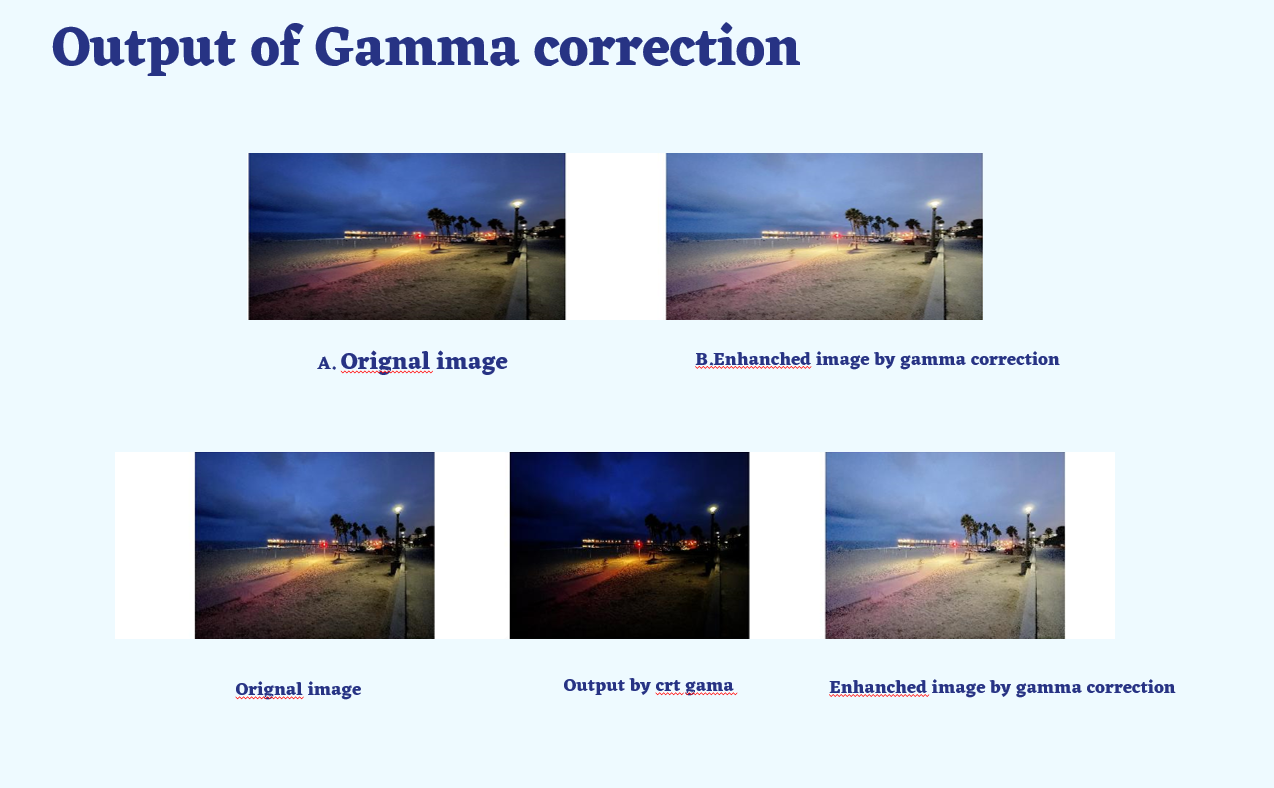 Output of Gamma correction
A. Orignal image
B.Enhanched image by gamma correction
Orignal image
Output by crt gama
Enhanched image by gamma correction